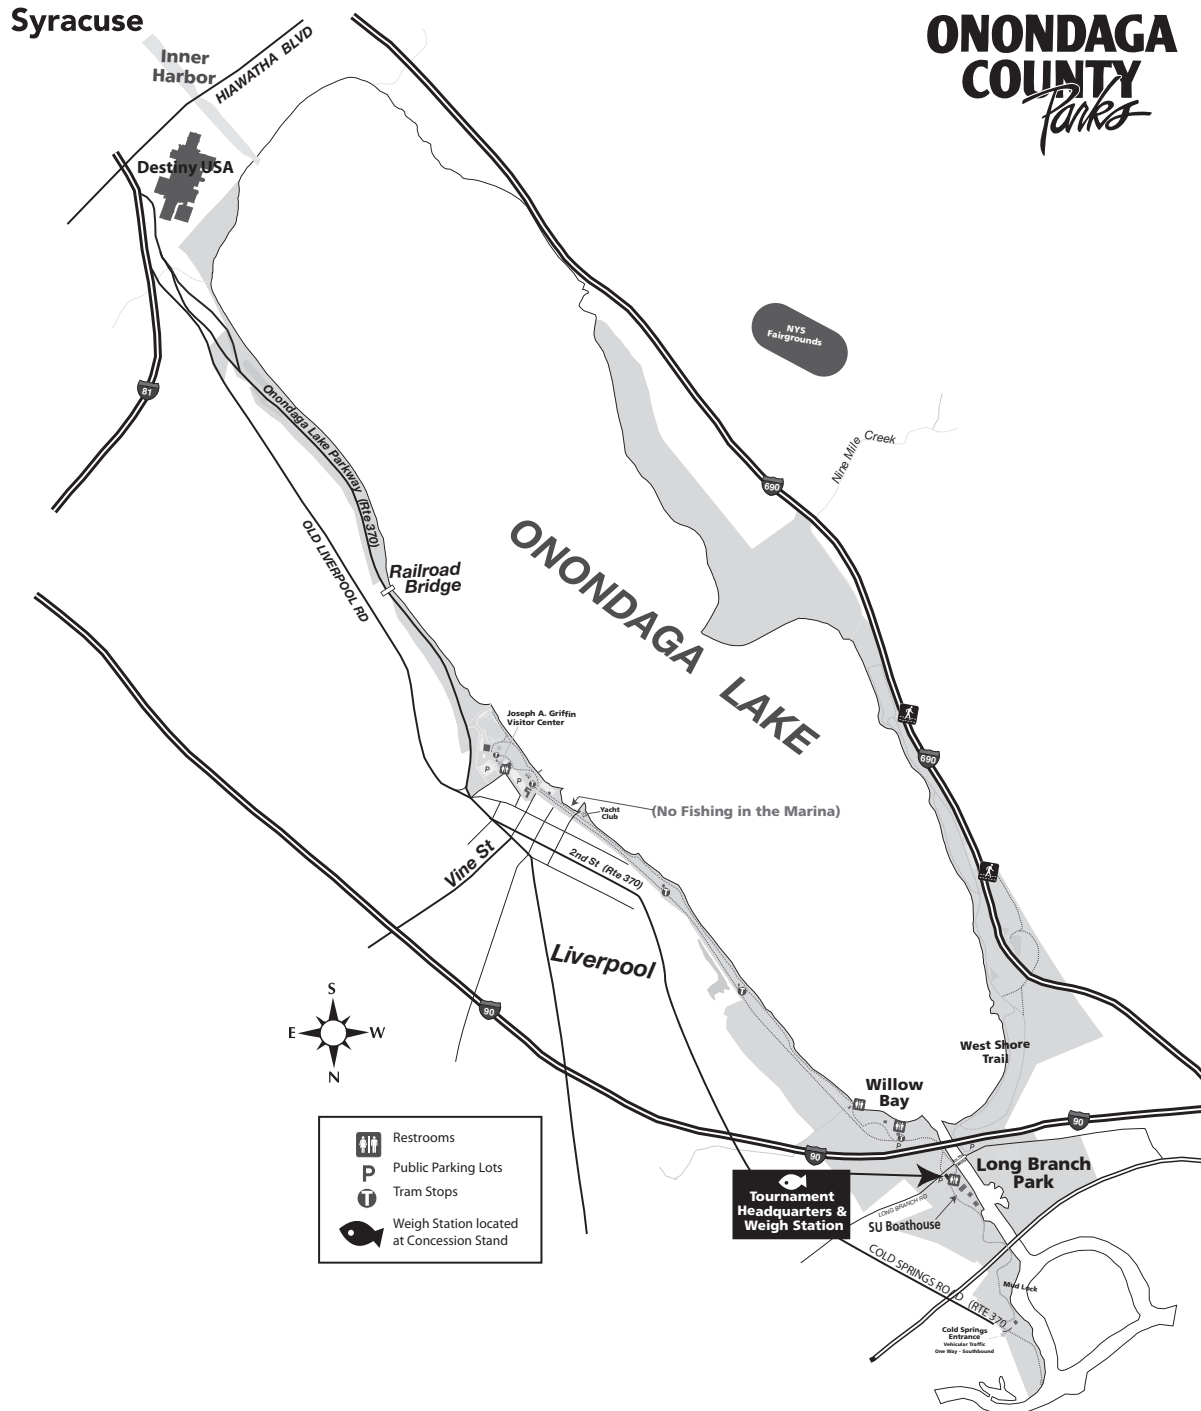 Syracuse
ONONDAGA
COUNTY
Parks
Inner
Harbor
HIAWATHA BLVD
Destiny USA
81
NYS
Fairgrounds
Nine Mile Creek
690
Onondaga Lake Parkway (Rte 370)
OLD LIVERPOOL RD
Railroad
Bridge
ONONDAGA LAKE
690
Joseph A. Griffin
Visitor Center
P
P
T
T
Yacht
Club
(No Fishing in the Marina)
Vine St
2nd St (Rte 370)
T
Liverpool
T
90
S
E
W
N
West Shore
Trail
Willow
Bay
T
P
90
90
P
Long Branch
Park
P
Tournament
Headquarters &
Weigh Station
LONG BRANCH RD
SU Boathouse
COLD SPRINGS ROAD (RTE 370)
Mud Lock
Cold Springs
Entrance
Vehicular Traffic
One Way - Southbound
Restrooms
P Public Parking Lots
T Tram Stops
Weigh Station located
at Concession Stand